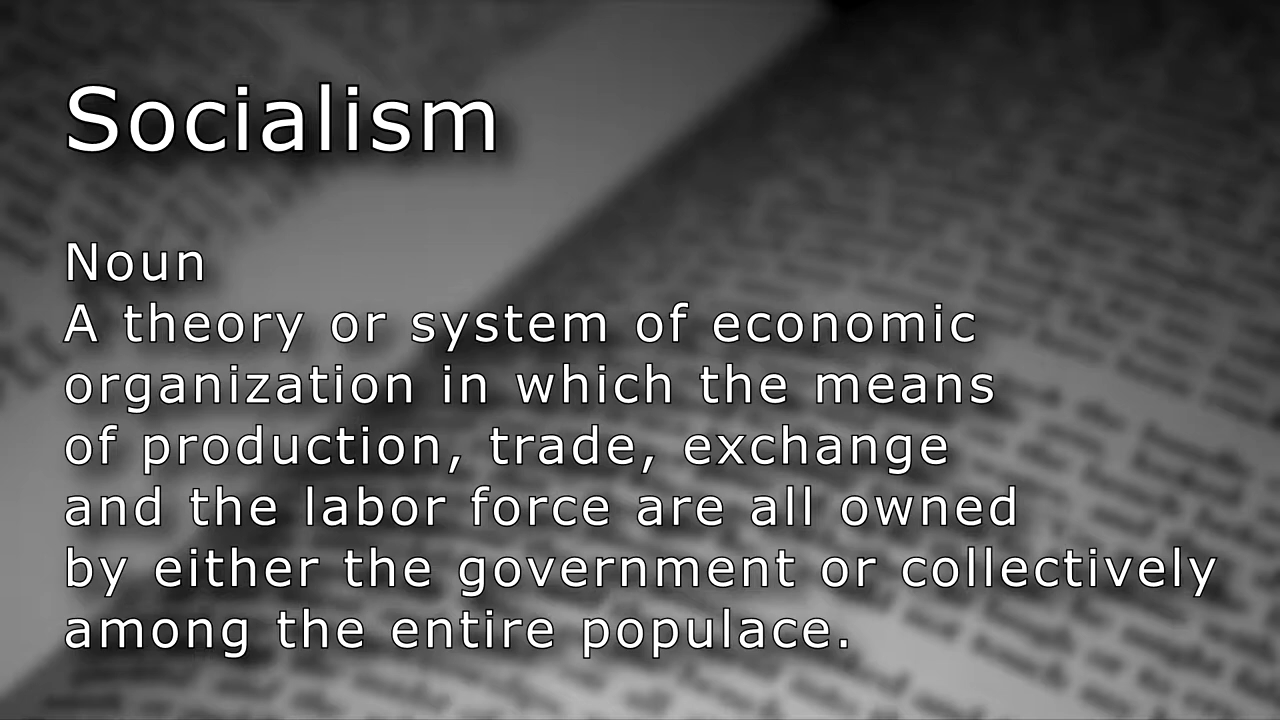 Socialism
Noun
A theory or system of economic
organization in which the means
of production, trade, exchange
and the labor force are all owned
by either the government or collectively
among the entire populace.